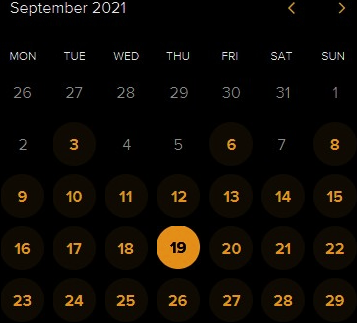 September 2021
MON TUE WED THU FRI SAT SUN
26 27 28 29 30 31 1
2 3 4 5 6 7 8
9 10 11 12 13 14 15
16 17 18 19 20 21 22
23 24 25 26 27 28 29